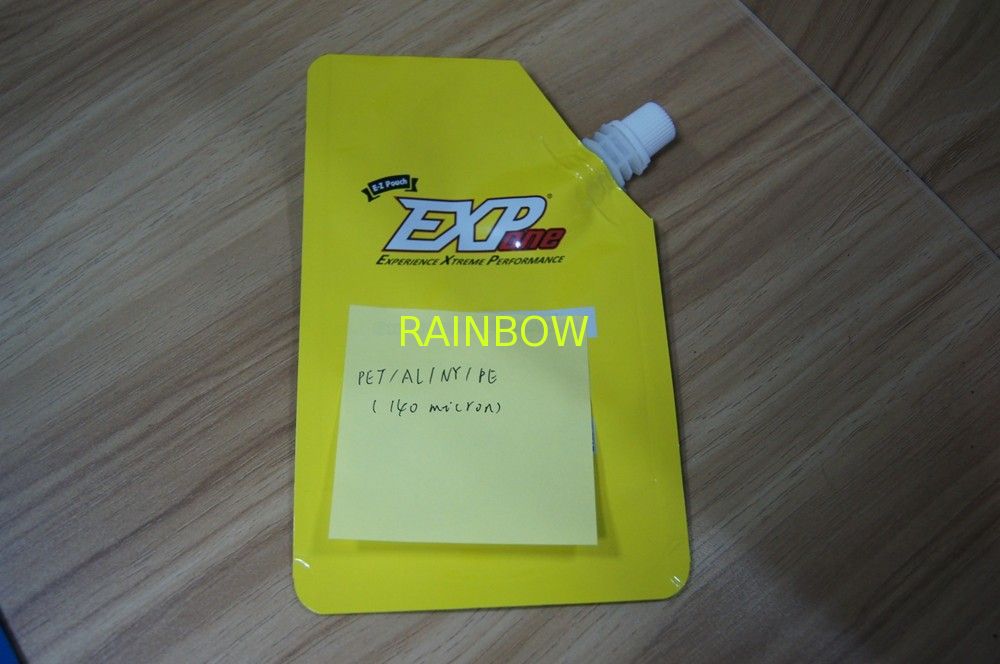 E-Z Pouch
EXP®
one
EXPERIENCE XTREME PERFORMANCE
RAINBOW
PET/AL/NY/PE
(140 micron)